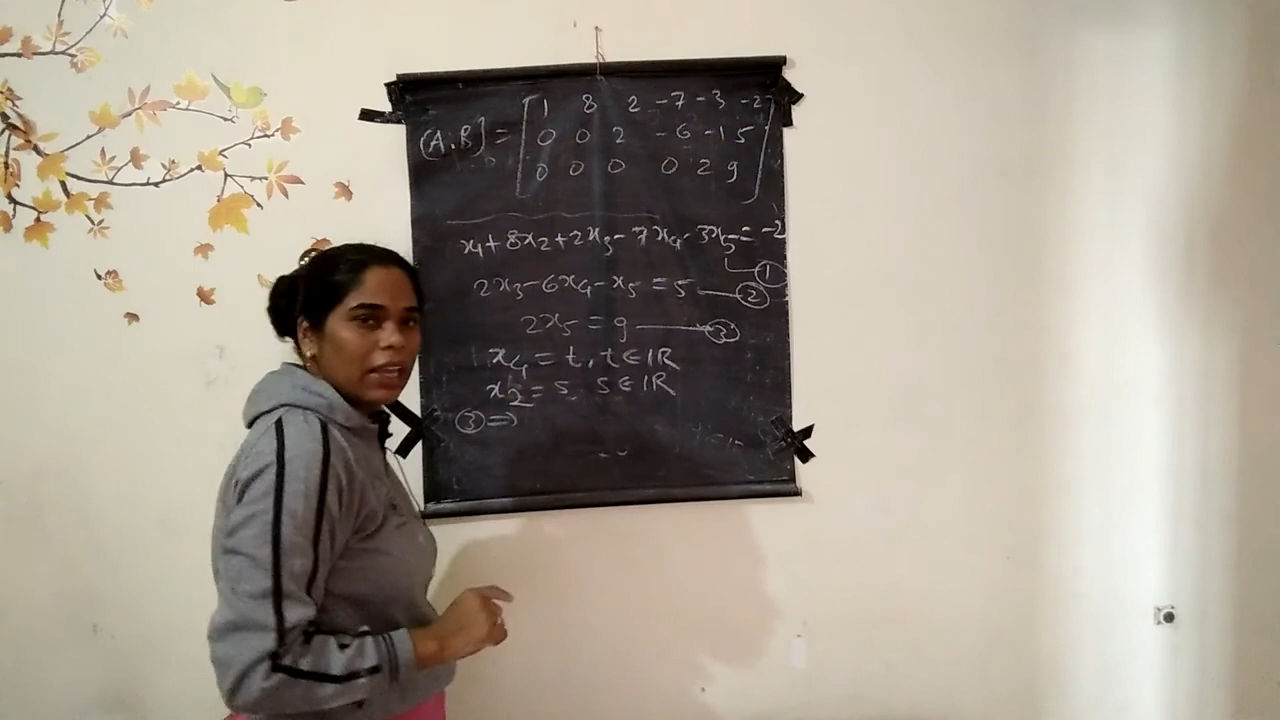 1 8 2 -7 -3 -2
[A:B] = 0 0 2 -6 -1 5
0 0 0 0 2 9
x1+8x2+2x3-7x4-3x5=-2
①
2x3-6x4-x5=5 ②
2x5=9 ③
x4=t, t∈IR
x2=s, s∈IR
③⇒